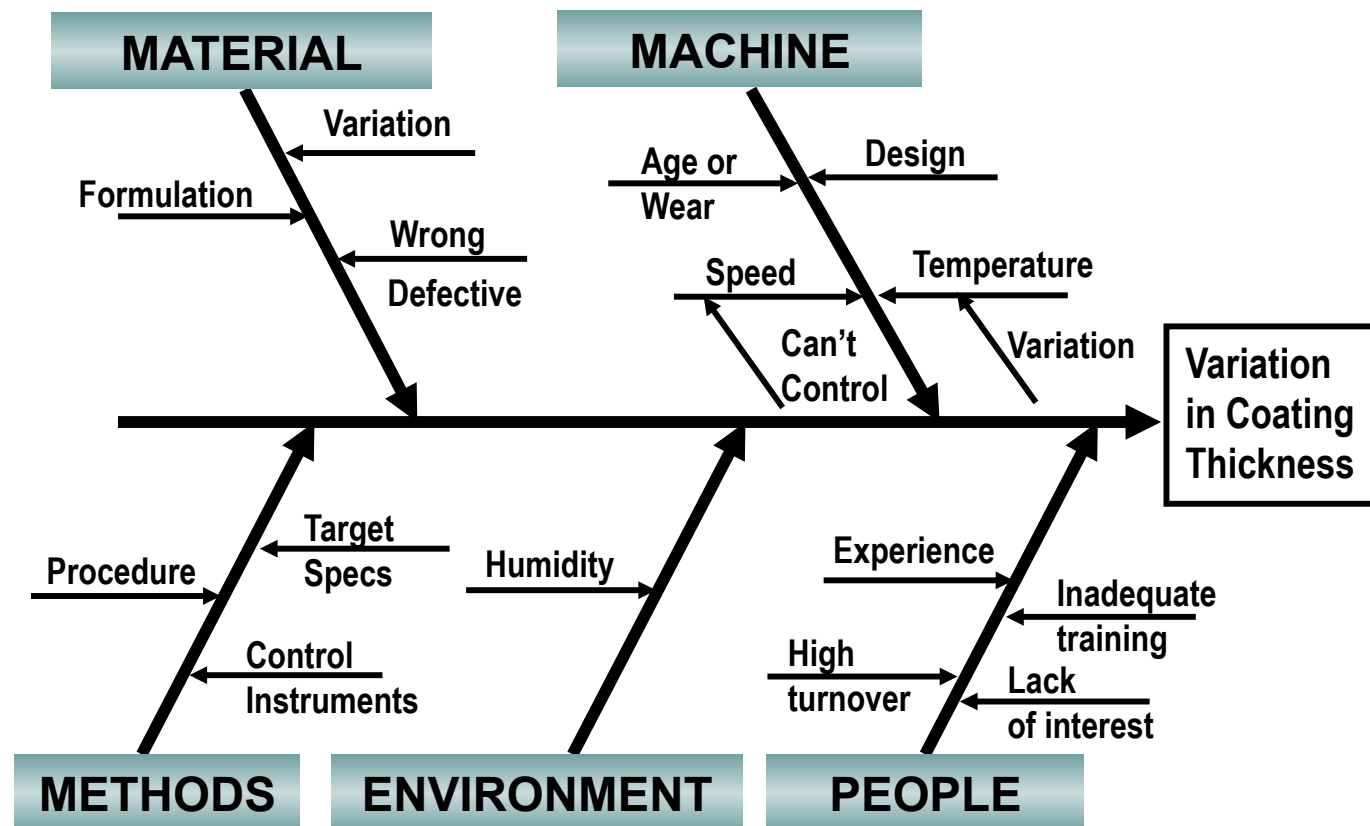 MATERIAL
MACHINE
Variation
Formulation
Wrong
Defective
Age or
Wear
Design
Speed
Temperature
Can’t
Control
Variation
Variation
in Coating
Thickness
Target
Specs
Procedure
Control
Instruments
Humidity
Experience
Inadequate
training
High
turnover
Lack
of interest
METHODS
ENVIRONMENT
PEOPLE